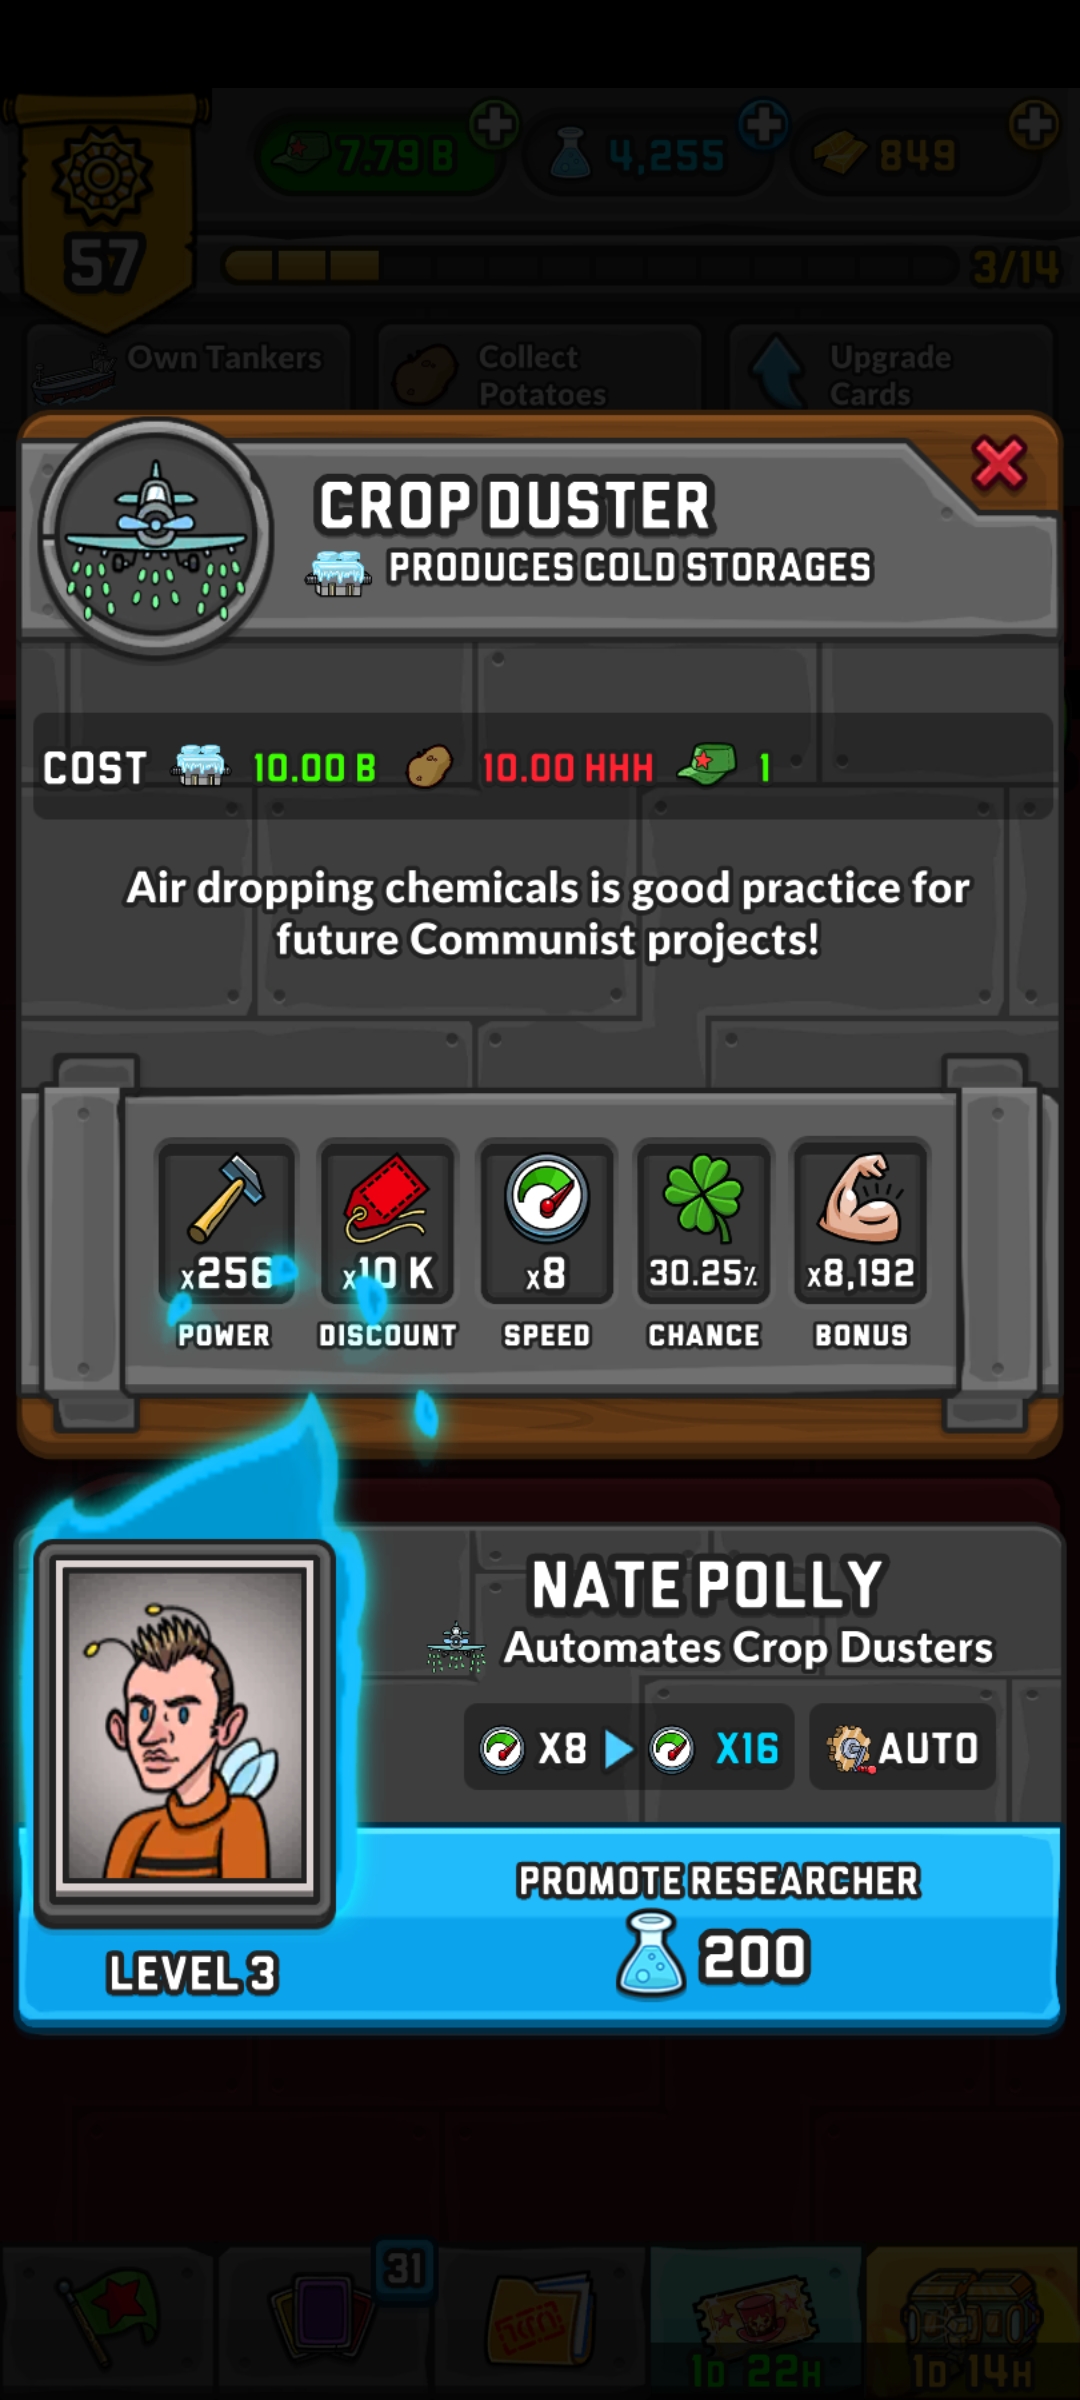 7.79 B
4,255
849
57
3/14
Own Tankers
Collect
Potatoes
Upgrade
Cards
CROP DUSTER
PRODUCES COLD STORAGES
COST 10.00 B 10.00 HHH 1
Air dropping chemicals is good practice for
future Communist projects!
x256 x10 K x8 30.25% x8,192
POWER DISCOUNT SPEED CHANCE BONUS
NATE POLLY
Automates Crop Dusters
X8 X16 AUTO
PROMOTE RESEARCHER
200
LEVEL 3
31
1D 22H
1D 14H